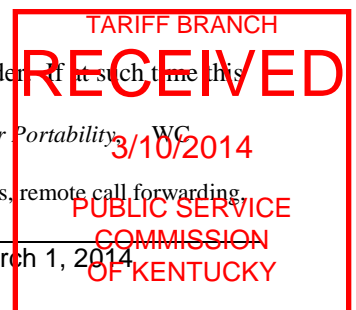 TARIFF BRANCH
RECEIVED
3/10/2014
PUBLIC SERVICE
COMMISSION
OF KENTUCKY
If at such time this
Portability, WC
remote call forwarding,
1, 2014